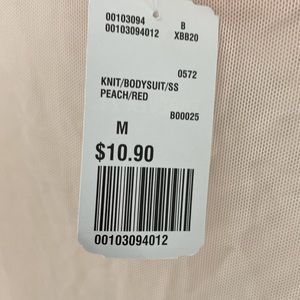 00103094 B
00103094012 XBB20
0572
KNIT/BODYSUIT/SS
PEACH/RED
B00025
M
$10.90
00103094012